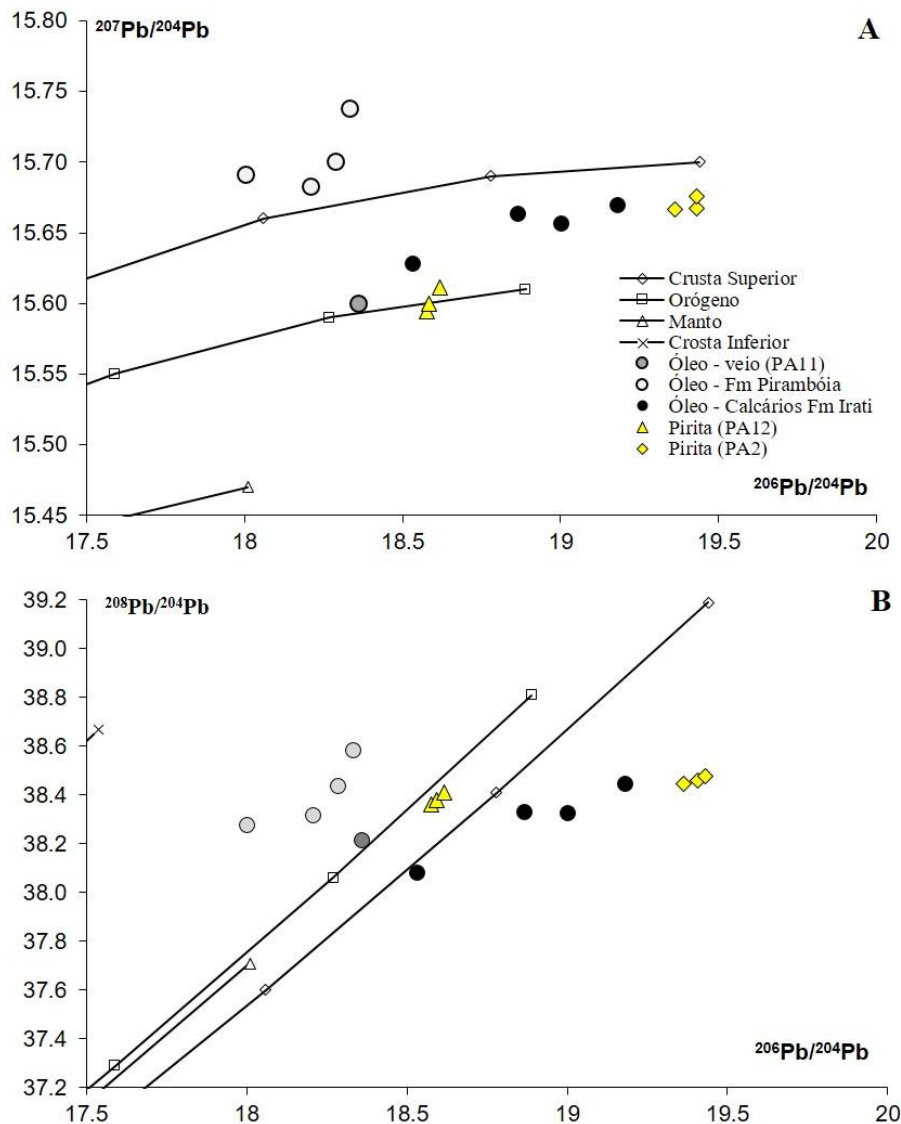 ²⁰⁷Pb/²⁰⁴Pb
A
15.80
15.75
15.70
15.65
15.60
15.55
15.50
15.45
Crusta Superior
Orógeno
Manto
Crosta Inferior
Óleo - veio (PA11)
Óleo - Fm Pirambóia
Óleo - Calcários Fm Irati
Pirita (PA12)
Pirita (PA2)
²⁰⁶Pb/²⁰⁴Pb
17.5 18 18.5 19 19.5 20
²⁰⁸Pb/²⁰⁴Pb
B
39.2
39.0
38.8
38.6
38.4
38.2
38.0
37.8
37.6
37.4
37.2
²⁰⁶Pb/²⁰⁴Pb
17.5 18 18.5 19 19.5 20